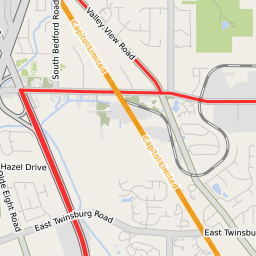 South Bedford Road
Valley View Road
Capitol Limited
Capitol Limited
Hazel Drive
Olde Eight Road
East Twinsburg Road
East Twinsburg